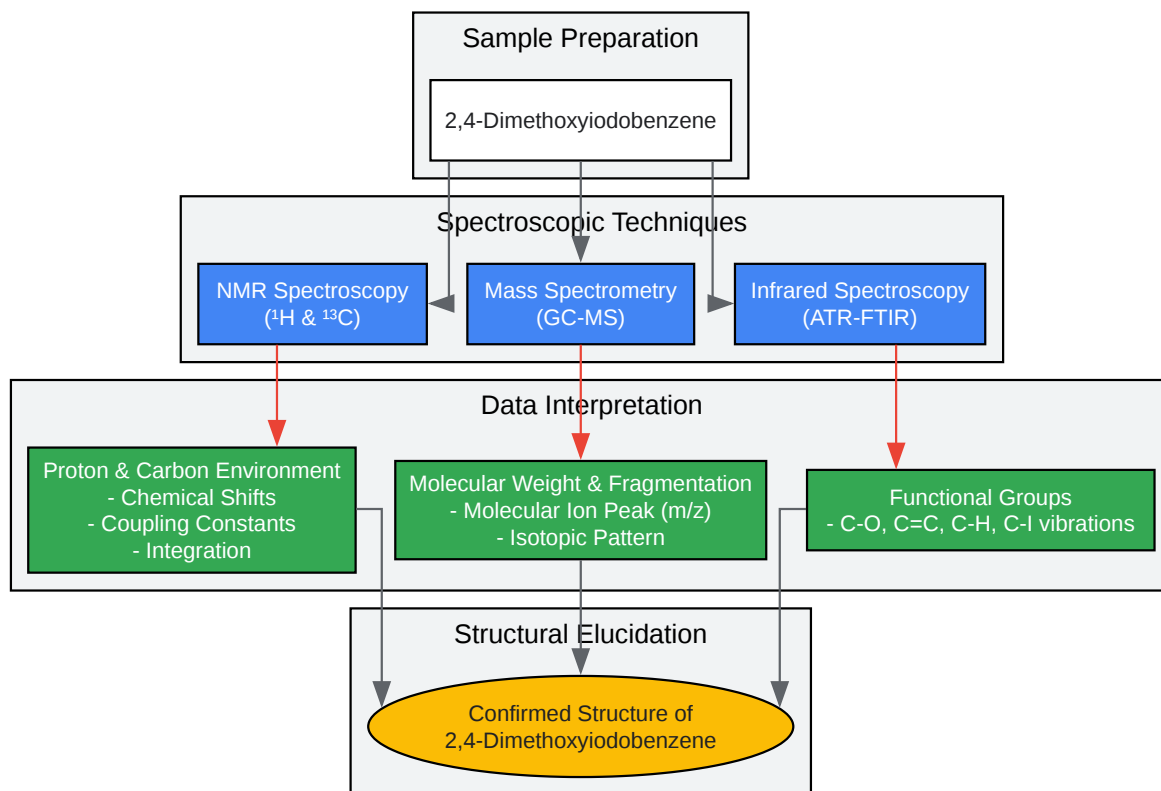 Sample Preparation
2,4-Dimethoxyiodobenzene
Spectroscopic Techniques
NMR Spectroscopy
(¹H & ¹³C)
Mass Spectrometry
(GC-MS)
Infrared Spectroscopy
(ATR-FTIR)
Data Interpretation
Proton & Carbon Environment
- Chemical Shifts
- Coupling Constants
- Integration
Molecular Weight & Fragmentation
- Molecular Ion Peak (m/z)
- Isotopic Pattern
Functional Groups
- C-O, C=C, C-H, C-I vibrations
Structural Elucidation
Confirmed Structure of
2,4-Dimethoxyiodobenzene